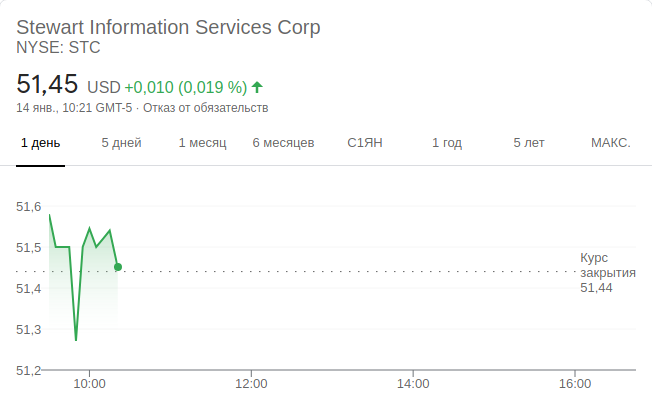 Stewart Information Services Corp
NYSE: STC
51,45 USD +0,010 (0,019 %)
14 янв., 10:21 GMT-5 · Отказ от обязательств
1 день 5 дней 1 месяц 6 месяцев С1ЯН 1 год 5 лет МАКС.
51,6
51,5
51,4
51,3
51,2
Курс
закрытия
51,44
10:00 12:00 14:00 16:00